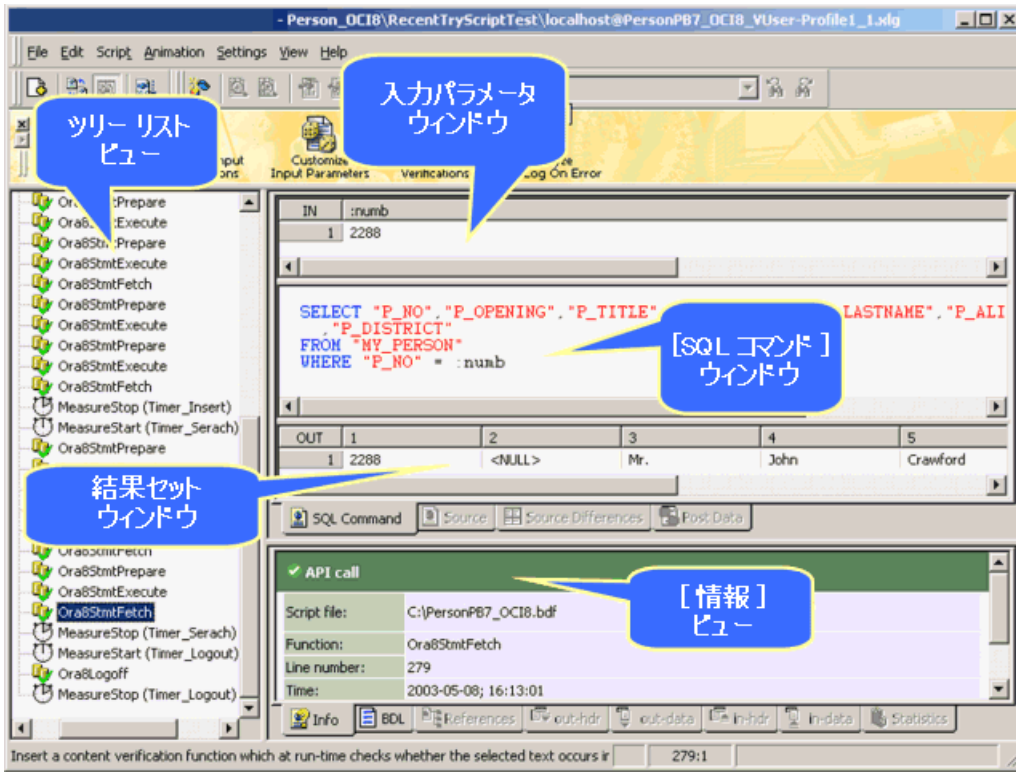 - Person_OCI8\RecentTryScriptTest\localhost@PersonPB7_OCI8_VUser-Profile1_1.xlg
File Edit Script Animation Settings View Help
入力パラメータ
ウィンドウ
ツリー リスト
ビュー
Customize
Input Parameters
Verifications
Log On Error
Ora8StmtExecute
Ora8StmtFetch
Ora8StmtPrepare
Ora8StmtExecute
Ora8StmtPrepare
Ora8StmtExecute
Ora8StmtFetch
MeasureStop (Timer_Insert)
MeasureStart (Timer_Serach)
Ora8StmtPrepare
結果セット
ウィンドウ
Ora8StmtFetch
Ora8StmtPrepare
Ora8StmtExecute
Ora8StmtFetch
MeasureStop (Timer_Serach)
MeasureStart (Timer_Logout)
Ora8Logoff
MeasureStop (Timer_Logout)
IN :numb
1 2288
SELECT "P_NO","P_OPENING","P_TITLE" LASTNAME","P_ALI
,"P_DISTRICT"
FROM "MY_PERSON"
WHERE "P_NO" = :numb
[SQL コマンド ]
ウィンドウ
OUT 1 2 3 4 5
1 2288 <NULL> Mr. John Crawford
SQL Command Source Source Differences Post Data
API call
Script file: C:\PersonPB7_OCI8.bdf
Function: Ora8StmtFetch
Line number: 279
Time: 2003-05-08; 16:13:01
[ 情報 ]
ビュー
Info BDL References out-hdr out-data in-hdr in-data Statistics
Insert a content verification function which at run-time checks whether the selected text occurs ir 279:1